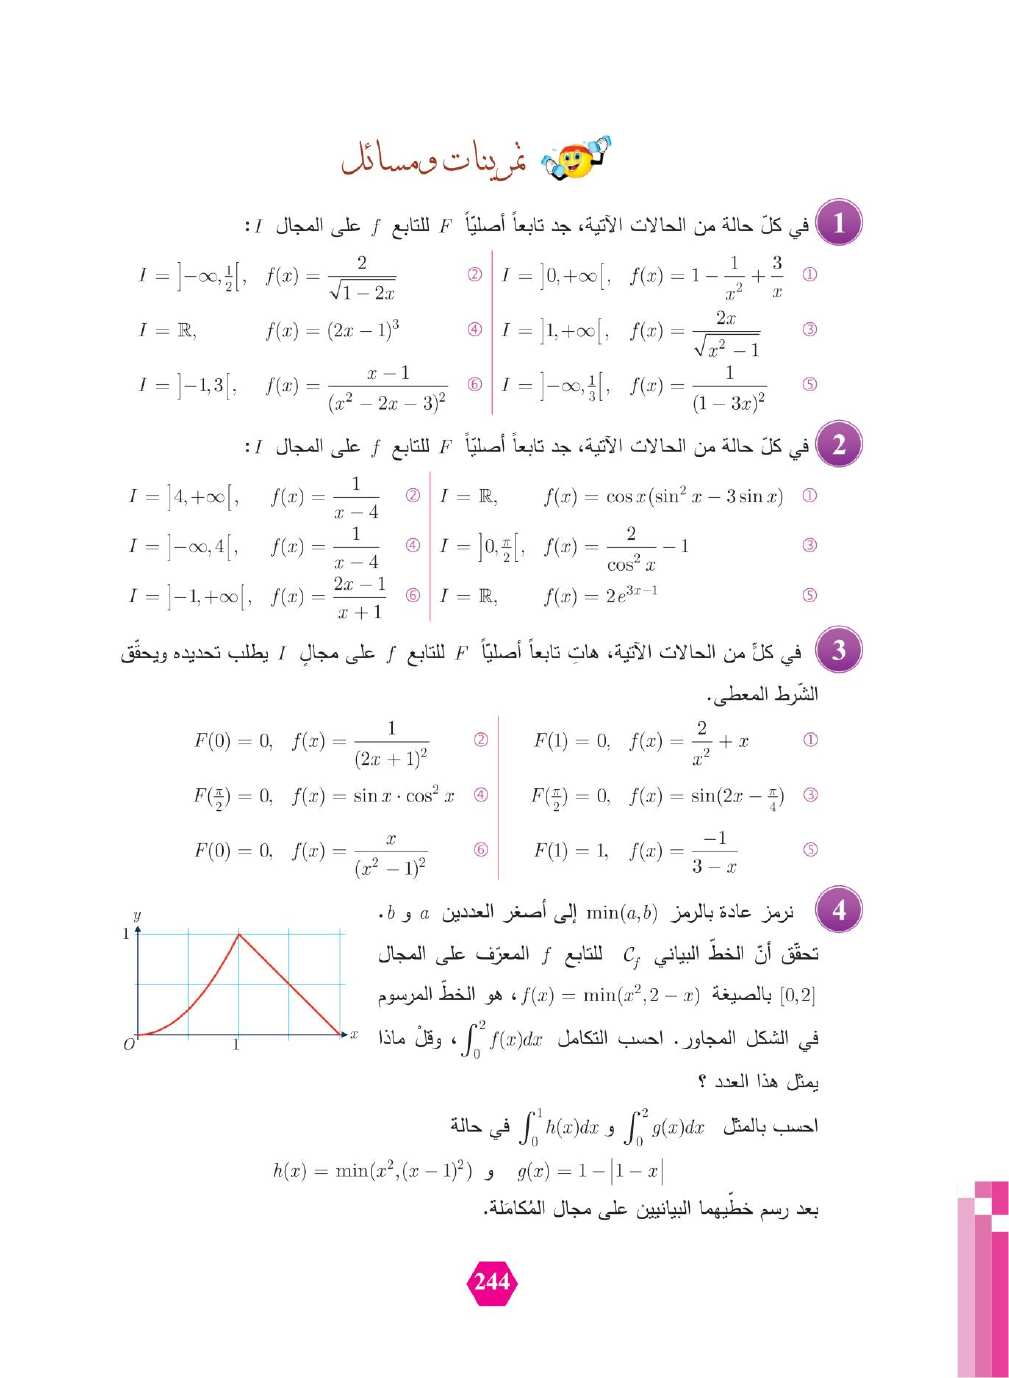 تمرينات ومسائل
1 في كلّ حالة من الحالات الآتية، جد تابعاً أصليّاً F للتابع f على المجال I :
① f(x) = 1 − 1/x² + 3/x I = ]0,+∞[, ② f(x) = 2/√(1 − 2x) I = ]−∞, 1/2[,
③ f(x) = 2x/√(x² − 1) I = ]1,+∞[, ④ f(x) = (2x − 1)³ I = ℝ,
⑤ f(x) = 1/(1 − 3x)² I = ]−∞, 1/3[, ⑥ f(x) = (x − 1)/(x² − 2x − 3)² I = ]−1,3[,
2 في كلّ حالة من الحالات الآتية، جد تابعاً أصليّاً F للتابع f على المجال I :
① f(x) = cos x(sin² x − 3 sin x) I = ℝ, ② f(x) = 1/(x − 4) I = ]4,+∞[,
③ f(x) = 2/cos² x − 1 I = ]0, π/2[, ④ f(x) = 1/(x − 4) I = ]−∞,4[,
⑤ f(x) = 2e^(3x−1) I = ℝ, ⑥ f(x) = (2x − 1)/(x + 1) I = ]−1,+∞[,
3 في كلٍّ من الحالات الآتية، هاتِ تابعاً أصليّاً F للتابع f على مجالٍ I يطلب تحديده ويحقّق
الشّرط المعطى.
① f(x) = 2/x² + x F(1) = 0, ② f(x) = 1/(2x + 1)² F(0) = 0,
③ f(x) = sin(2x − π/4) F(π/2) = 0, ④ f(x) = sin x · cos² x F(π/2) = 0,
⑤ f(x) = −1/(3 − x) F(1) = 1, ⑥ f(x) = x/(x² − 1)² F(0) = 0,
4 نرمز عادة بالرمز min(a,b) إلى أصغر العددين a و b.
تحقّق أنّ الخطّ البياني C_f للتابع f المعرّف على المجال
[0,2] بالصيغة f(x) = min(x², 2 − x)، هو الخطّ المرسوم
في الشكل المجاور. احسب التكامل ∫₀² f(x)dx، وقلْ ماذا
يمثل هذا العدد ؟
احسب بالمثل ∫₀² g(x)dx و ∫₀¹ h(x)dx في حالة
g(x) = 1 − |1 − x| و h(x) = min(x²,(x − 1)²)
بعد رسم خطّيهما البيانيين على مجال المُكامَلة.
y
1
O 1 x
244